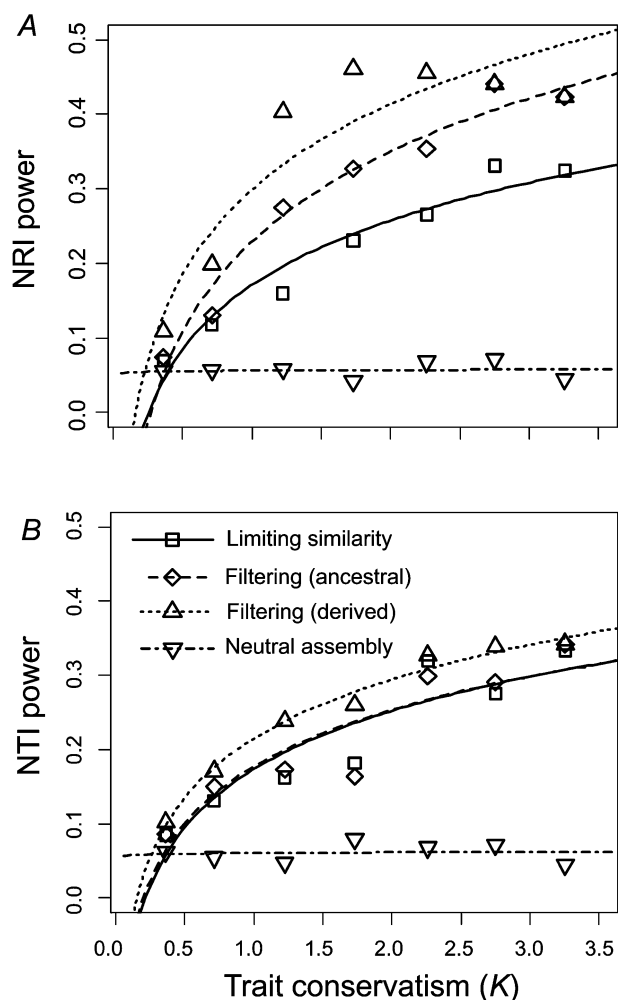 A
0.5
0.4
0.3
0.2
0.1
0.0
NRI power
B
0.5
0.4
0.3
0.2
0.1
0.0
NTI power
Limiting similarity
Filtering (ancestral)
Filtering (derived)
Neutral assembly
0.0 0.5 1.0 1.5 2.0 2.5 3.0 3.5
Trait conservatism (K)